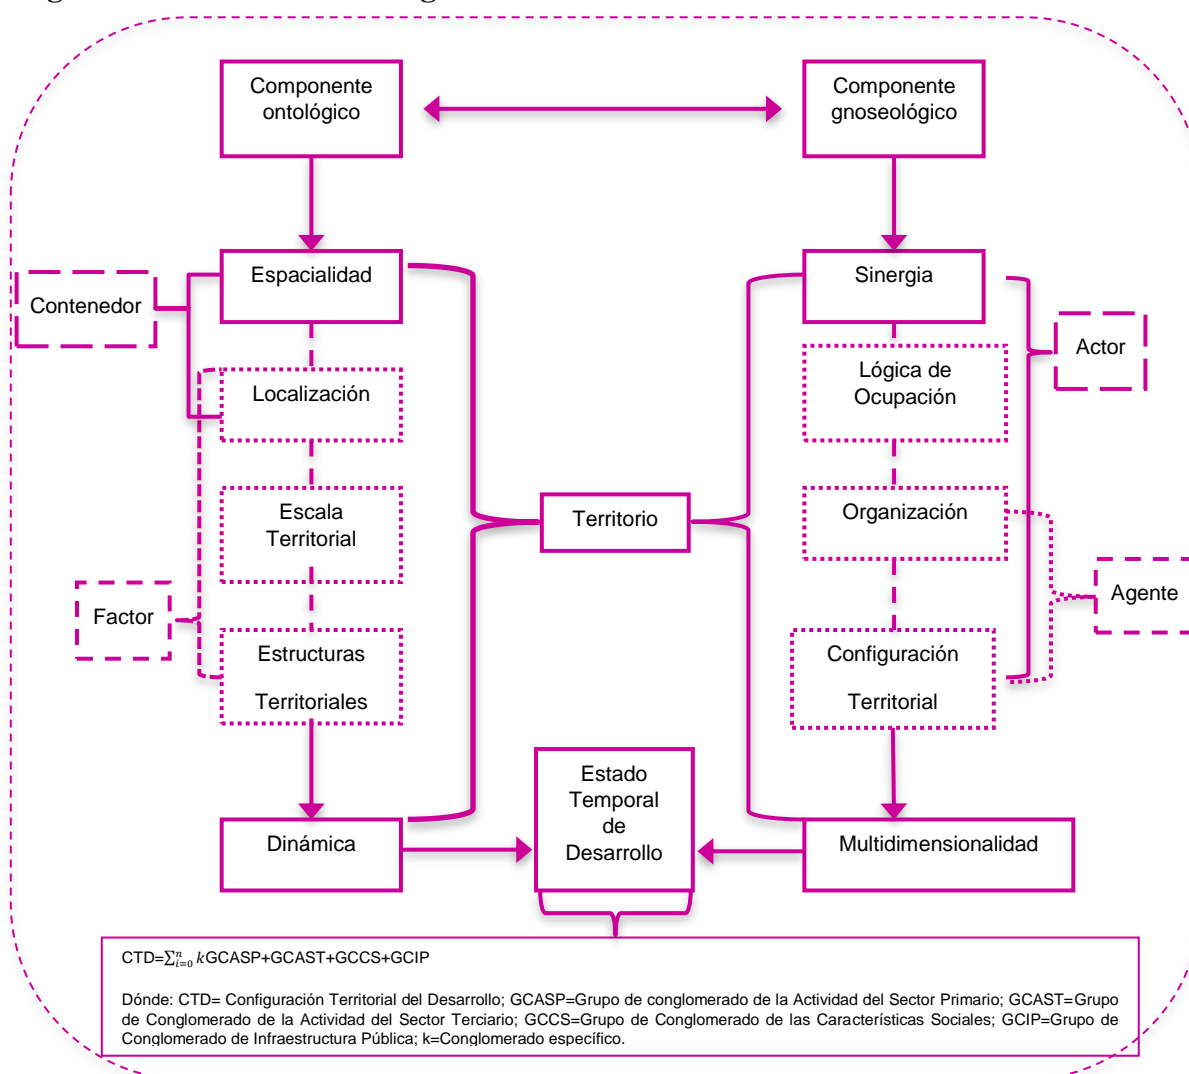 Componente
ontológico
Componente
gnoseológico
Espacialidad
Sinergia
Contenedor
Actor
Localización
Lógica de
Ocupación
Escala
Territorial
Territorio
Organización
Factor
Agente
Estructuras
Territoriales
Configuración
Territorial
Estado
Temporal
de
Desarrollo
Dinámica
Multidimensionalidad
CTD=∑ⁿᵢ₌₀ kGCASP+GCAST+GCCS+GCIP
Dónde: CTD= Configuración Territorial del Desarrollo; GCASP=Grupo de conglomerado de la Actividad del Sector Primario; GCAST=Grupo
de Conglomerado de la Actividad del Sector Terciario; GCCS=Grupo de Conglomerado de las Características Sociales; GCIP=Grupo de
Conglomerado de Infraestructura Pública; k=Conglomerado específico.